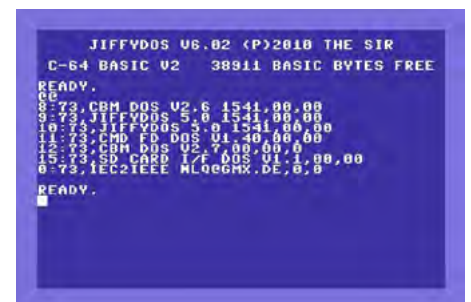 JIFFYDOS V6.02 (P)2010 THE SIR
C-64 BASIC V2 38911 BASIC BYTES FREE
READY.
@@
8:73,CBM DOS V2.6 1541,00,00
9:73,JIFFYDOS 5.0 1541,00,00
10:73,JIFFYDOS 5.0 1541,00,00
11:73,CMD FD DOS V1.40,00,00
12:73,CBM DOS V2.7,00,00,0
15:73,SD CARD I/F DOS V1.1,00,00
0:73,IEC2IEEE NLQ@GMX.DE,0,0
READY.